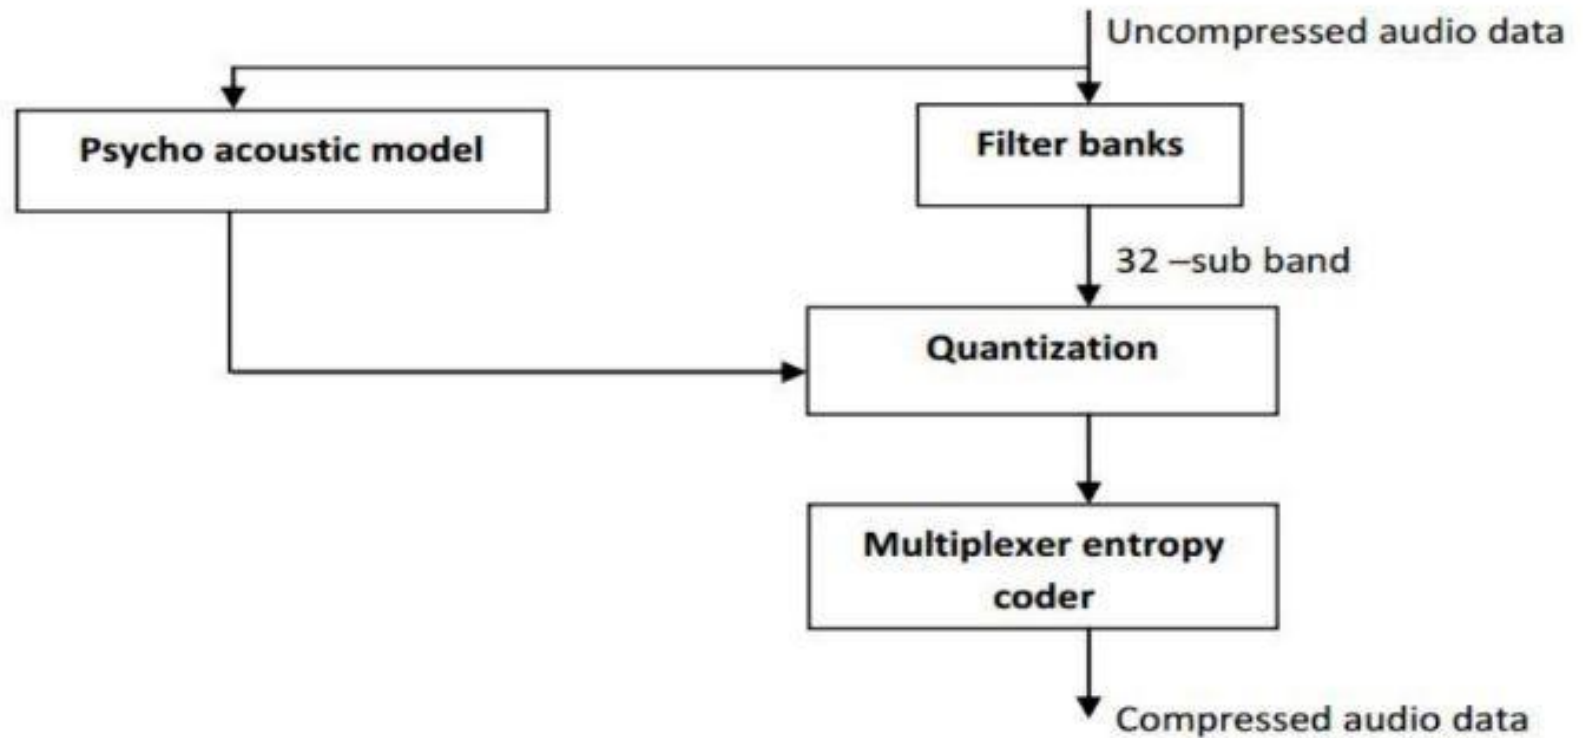 Uncompressed audio data
Psycho acoustic model
Filter banks
32 –sub band
Quantization
Multiplexer entropy
coder
Compressed audio data